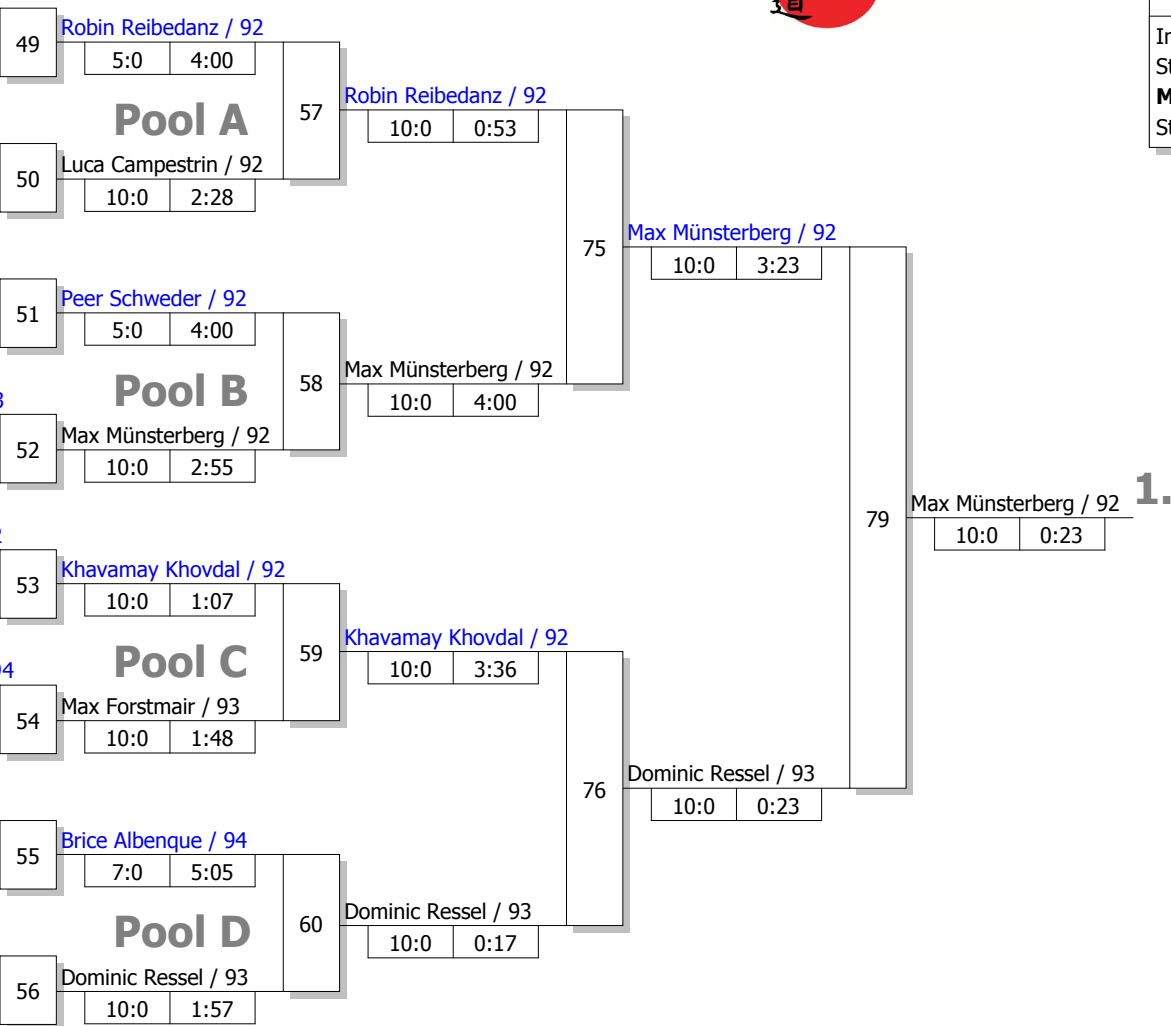 49
Robin Reibedanz / 92
5:0 4:00
Pool A
57
Robin Reibedanz / 92
10:0 0:53
50
Luca Campestrin / 92
10:0 2:28
75
Max Münsterberg / 92
10:0 3:23
51
Peer Schweder / 92
5:0 4:00
Pool B
58
Max Münsterberg / 92
10:0 4:00
52
Max Münsterberg / 92
10:0 2:55
79
Max Münsterberg / 92
10:0 0:23
1.
53
Khavamay Khovdal / 92
10:0 1:07
Pool C
59
Khavamay Khovdal / 92
10:0 3:36
94
54
Max Forstmair / 93
10:0 1:48
76
Dominic Ressel / 93
10:0 0:23
55
Brice Albenque / 94
7:0 5:05
Pool D
60
Dominic Ressel / 93
10:0 0:17
56
Dominic Ressel / 93
10:0 1:57